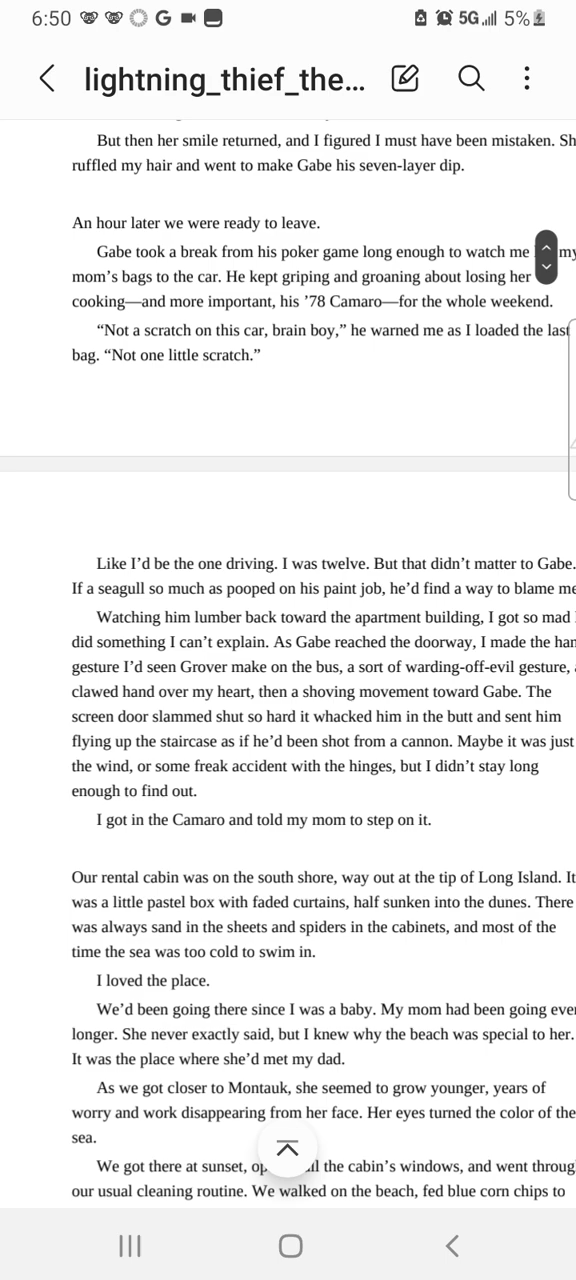 6:50
5G
5%
lightning_thief_the...
But then her smile returned, and I figured I must have been mistaken. Sh
ruffled my hair and went to make Gabe his seven-layer dip.
An hour later we were ready to leave.
Gabe took a break from his poker game long enough to watch me my
mom’s bags to the car. He kept griping and groaning about losing her
cooking—and more important, his ’78 Camaro—for the whole weekend.
“Not a scratch on this car, brain boy,” he warned me as I loaded the last
bag. “Not one little scratch.”
Like I’d be the one driving. I was twelve. But that didn’t matter to Gabe.
If a seagull so much as pooped on his paint job, he’d find a way to blame me
Watching him lumber back toward the apartment building, I got so mad I
did something I can’t explain. As Gabe reached the doorway, I made the han
gesture I’d seen Grover make on the bus, a sort of warding-off-evil gesture, a
clawed hand over my heart, then a shoving movement toward Gabe. The
screen door slammed shut so hard it whacked him in the butt and sent him
flying up the staircase as if he’d been shot from a cannon. Maybe it was just
the wind, or some freak accident with the hinges, but I didn’t stay long
enough to find out.
I got in the Camaro and told my mom to step on it.
Our rental cabin was on the south shore, way out at the tip of Long Island. It
was a little pastel box with faded curtains, half sunken into the dunes. There
was always sand in the sheets and spiders in the cabinets, and most of the
time the sea was too cold to swim in.
I loved the place.
We’d been going there since I was a baby. My mom had been going eve
longer. She never exactly said, but I knew why the beach was special to her.
It was the place where she’d met my dad.
As we got closer to Montauk, she seemed to grow younger, years of
worry and work disappearing from her face. Her eyes turned the color of the
sea.
We got there at sunset, op all the cabin’s windows, and went throug
our usual cleaning routine. We walked on the beach, fed blue corn chips to